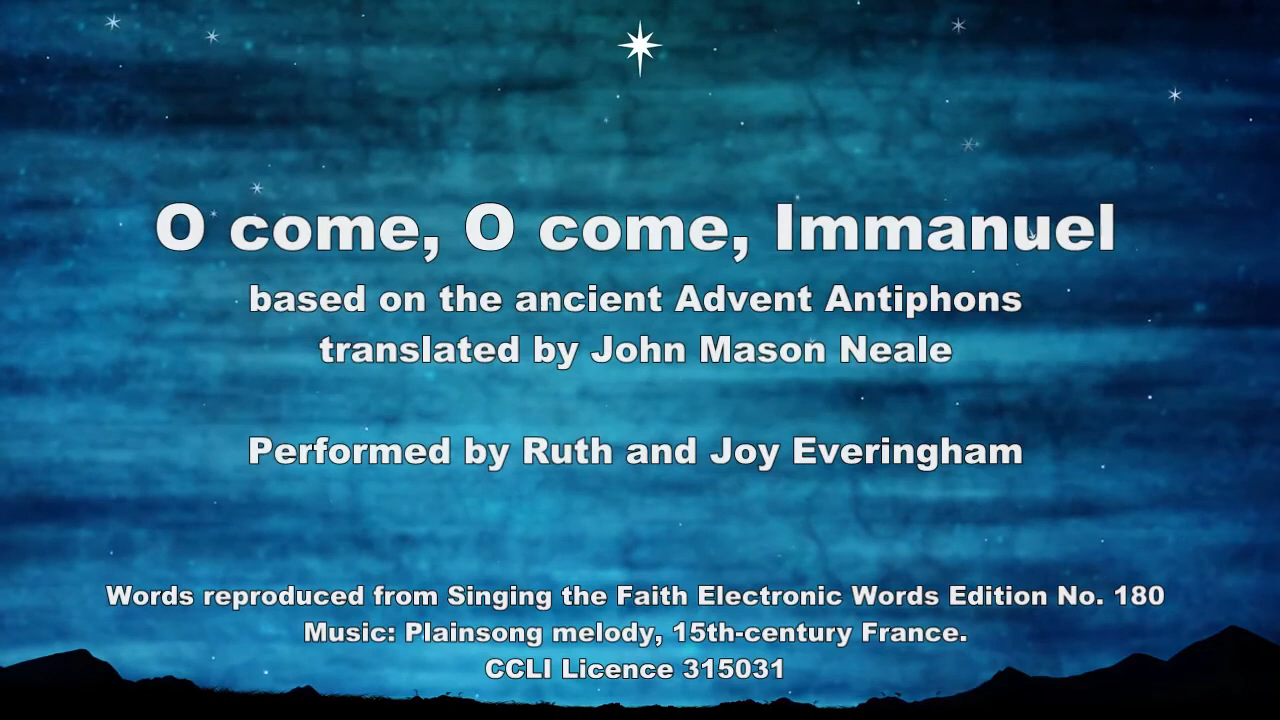 O come, O come, Immanuel
based on the ancient Advent Antiphons
translated by John Mason Neale
Performed by Ruth and Joy Everingham
Words reproduced from Singing the Faith Electronic Words Edition No. 180
Music: Plainsong melody, 15th-century France.
CCLI Licence 315031